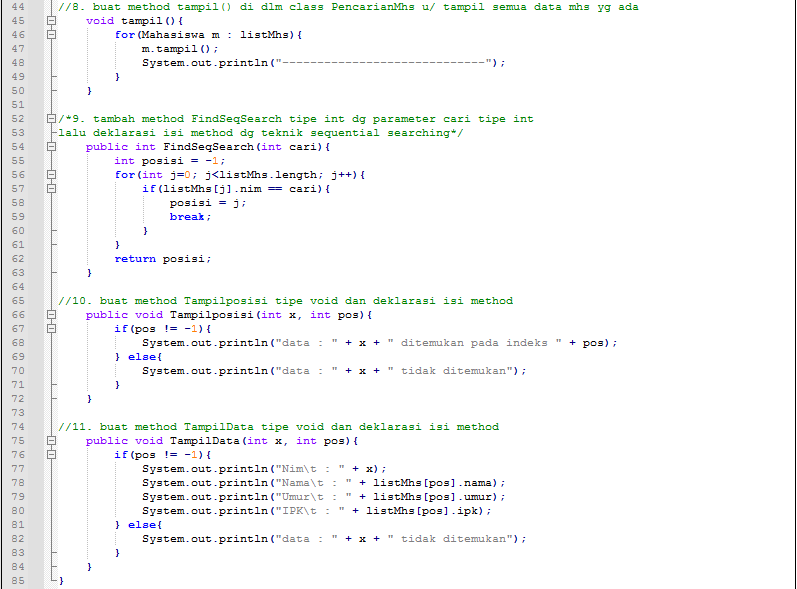 44 //8. buat method tampil() di dlm class PencarianMhs u/ tampil semua data mhs yg ada
45     void tampil(){
46         for(Mahasiswa m : listMhs){
47             m.tampil();
48             System.out.println("-----------------------------");
49         }
50     }
51
52 /*9. tambah method FindSeqSearch tipe int dg parameter cari tipe int
53 lalu deklarasi isi method dg teknik sequential searching*/
54     public int FindSeqSearch(int cari){
55         int posisi = -1;
56         for(int j=0; j<listMhs.length; j++){
57             if(listMhs[j].nim == cari){
58                 posisi = j;
59                 break;
60             }
61         }
62         return posisi;
63     }
64
65 //10. buat method Tampilposisi tipe void dan deklarasi isi method
66     public void Tampilposisi(int x, int pos){
67         if(pos != -1){
68             System.out.println("data : " + x + " ditemukan pada indeks " + pos);
69         } else{
70             System.out.println("data : " + x + " tidak ditemukan");
71         }
72     }
73
74 //11. buat method TampilData tipe void dan deklarasi isi method
75     public void TampilData(int x, int pos){
76         if(pos != -1){
77             System.out.println("Nim\t : " + x);
78             System.out.println("Nama\t : " + listMhs[pos].nama);
79             System.out.println("Umur\t : " + listMhs[pos].umur);
80             System.out.println("IPK\t : " + listMhs[pos].ipk);
81         } else{
82             System.out.println("data : " + x + " tidak ditemukan");
83         }
84     }
85 }